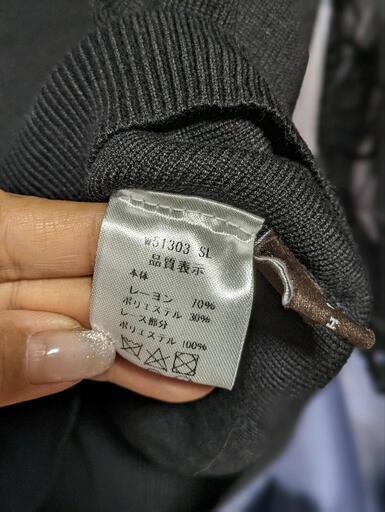 W51303 SL
品質表示
本体
レーヨン 70%
ポリエステル 30%
レース部分
ポリエステル 100%